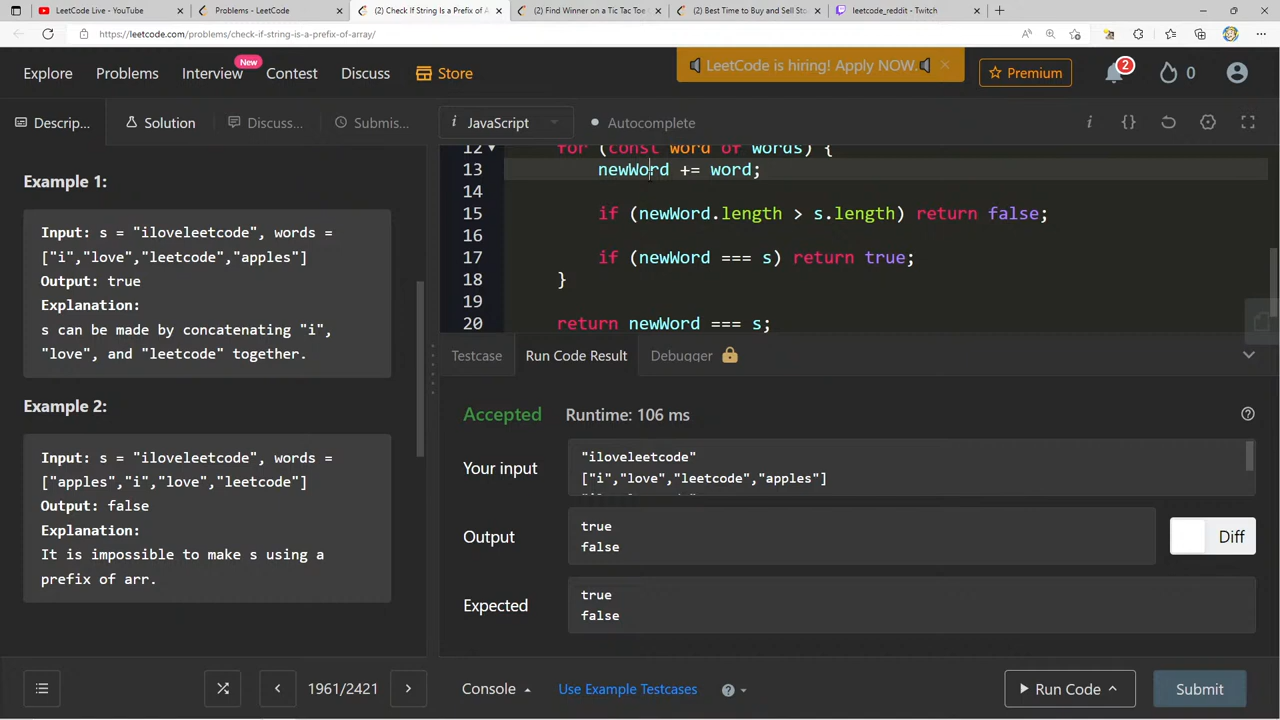 (2) LeetCode Live - YouTube
Problems - LeetCode
(2) Check If String Is a Prefix of A
(2) Find Winner on a Tic Tac Toe
(2) Best Time to Buy and Sell Sto
leetcode_reddit - Twitch
https://leetcode.com/problems/check-if-string-is-a-prefix-of-array/
Explore
Problems
Interview
New
Contest
Discuss
Store
LeetCode is hiring! Apply NOW.
Premium
2
0
Descrip...
Solution
Discuss...
Submis...
i JavaScript
Autocomplete
Example 1:
Input: s = "iloveleetcode", words =
["i","love","leetcode","apples"]
Output: true
Explanation:
s can be made by concatenating "i",
"love", and "leetcode" together.
Example 2:
Input: s = "iloveleetcode", words =
["apples","i","love","leetcode"]
Output: false
Explanation:
It is impossible to make s using a
prefix of arr.
12 for (const word of words) {
13 newWord += word;
14
15 if (newWord.length > s.length) return false;
16
17 if (newWord === s) return true;
18 }
19
20 return newWord === s;
Testcase
Run Code Result
Debugger
Accepted
Runtime: 106 ms
Your input
"iloveleetcode"
["i","love","leetcode","apples"]
Output
true
false
Diff
Expected
true
false
1961/2421
Console
Use Example Testcases
Run Code
Submit